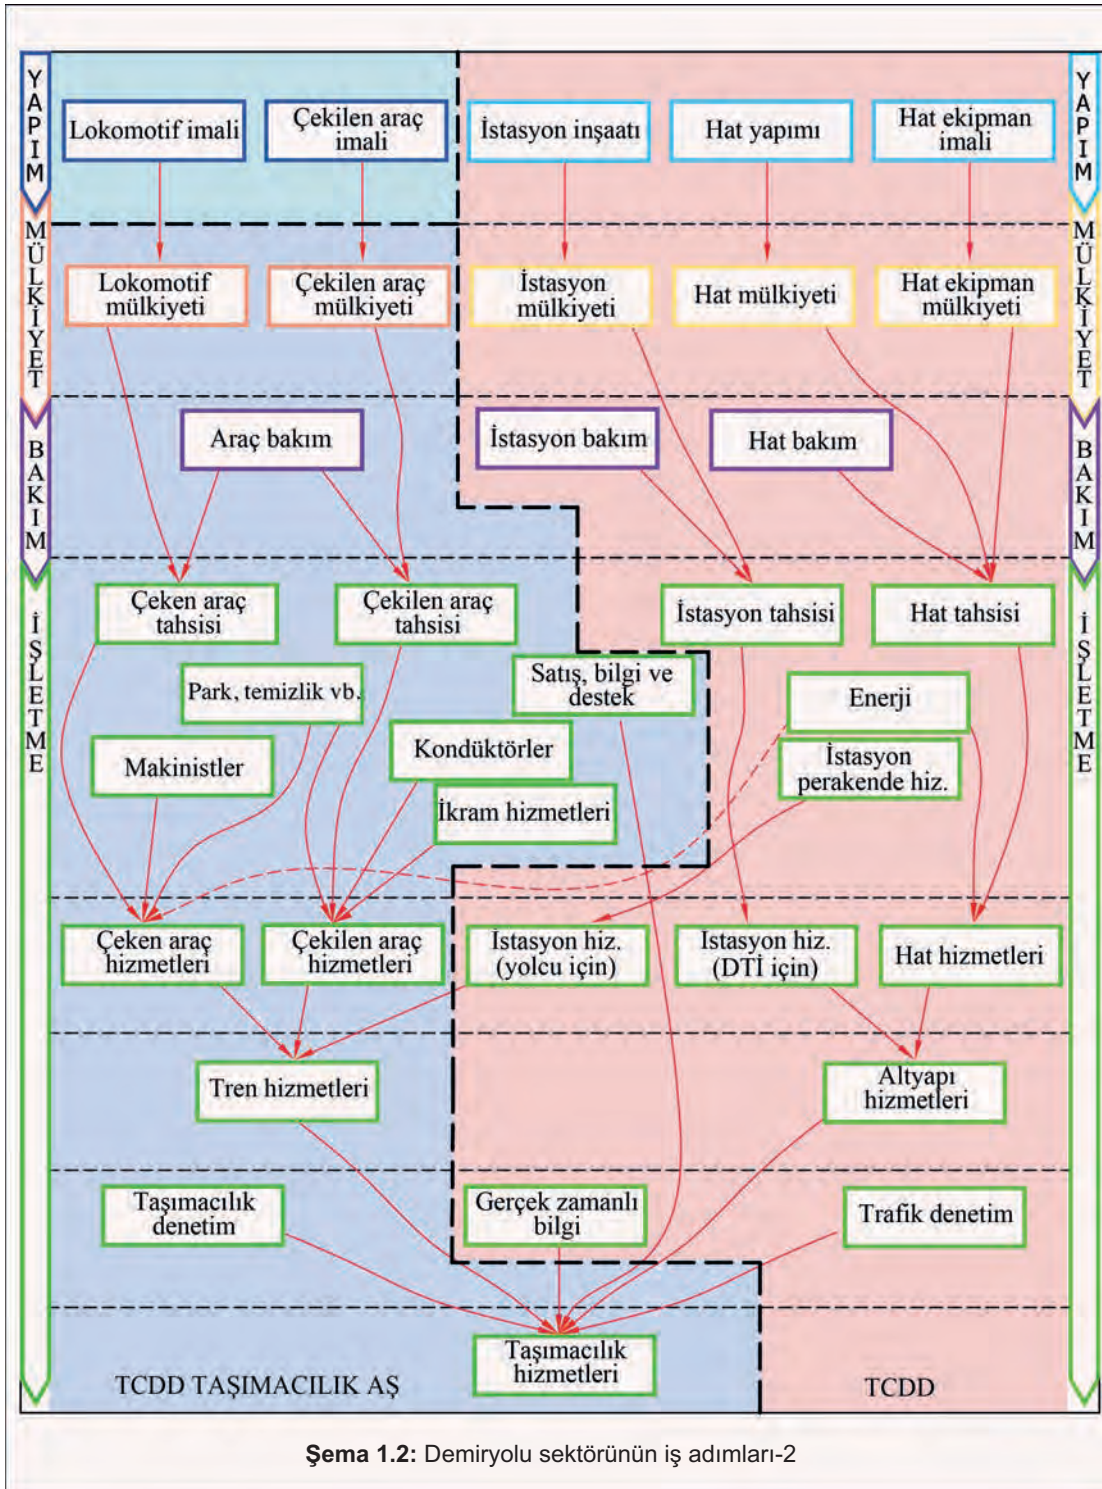 YAPIM
YAPIM
Lokomotif imali
Çekilen araç
imali
İstasyon inşaatı
Hat yapımı
Hat ekipman
imali
MÜLKİYET
MÜLKİYET
Lokomotif
mülkiyeti
Çekilen araç
mülkiyeti
İstasyon
mülkiyeti
Hat mülkiyeti
Hat ekipman
mülkiyeti
BAKIM
BAKIM
Araç bakım
İstasyon bakım
Hat bakım
İŞLETME
İŞLETME
Çeken araç
tahsisi
Çekilen araç
tahsisi
İstasyon tahsisi
Hat tahsisi
Park, temizlik vb.
Satış, bilgi ve
destek
Enerji
Makinistler
Kondüktörler
İstasyon
perakende hiz.
İkram hizmetleri
Çeken araç
hizmetleri
Çekilen araç
hizmetleri
İstasyon hiz.
(yolcu için)
Istasyon hiz.
(DTİ için)
Hat hizmetleri
Tren hizmetleri
Altyapı
hizmetleri
Taşımacılık
denetim
Gerçek zamanlı
bilgi
Trafik denetim
Taşımacılık
hizmetleri
TCDD TAŞIMACILIK AŞ
TCDD
Şema 1.2: Demiryolu sektörünün iş adımları-2